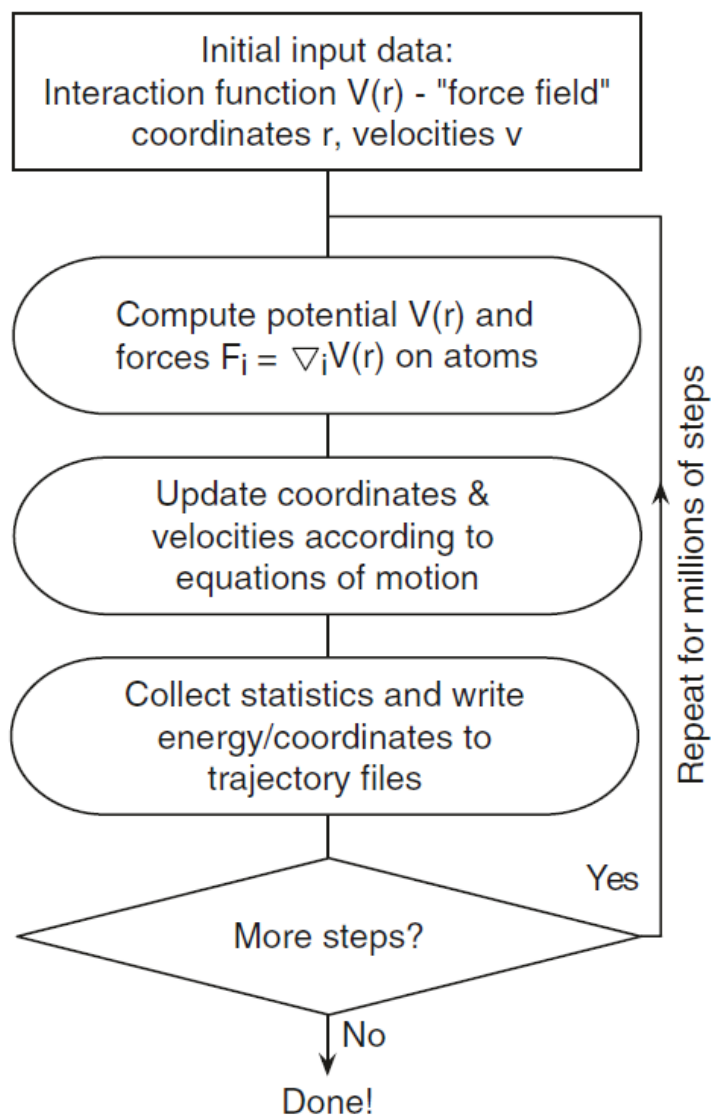 Initial input data:
Interaction function V(r) - "force field"
coordinates r, velocities v
Compute potential V(r) and
forces Fi = ▽iV(r) on atoms
Update coordinates &
velocities according to
equations of motion
Collect statistics and write
energy/coordinates to
trajectory files
More steps?
Yes
Repeat for millions of steps
No
Done!